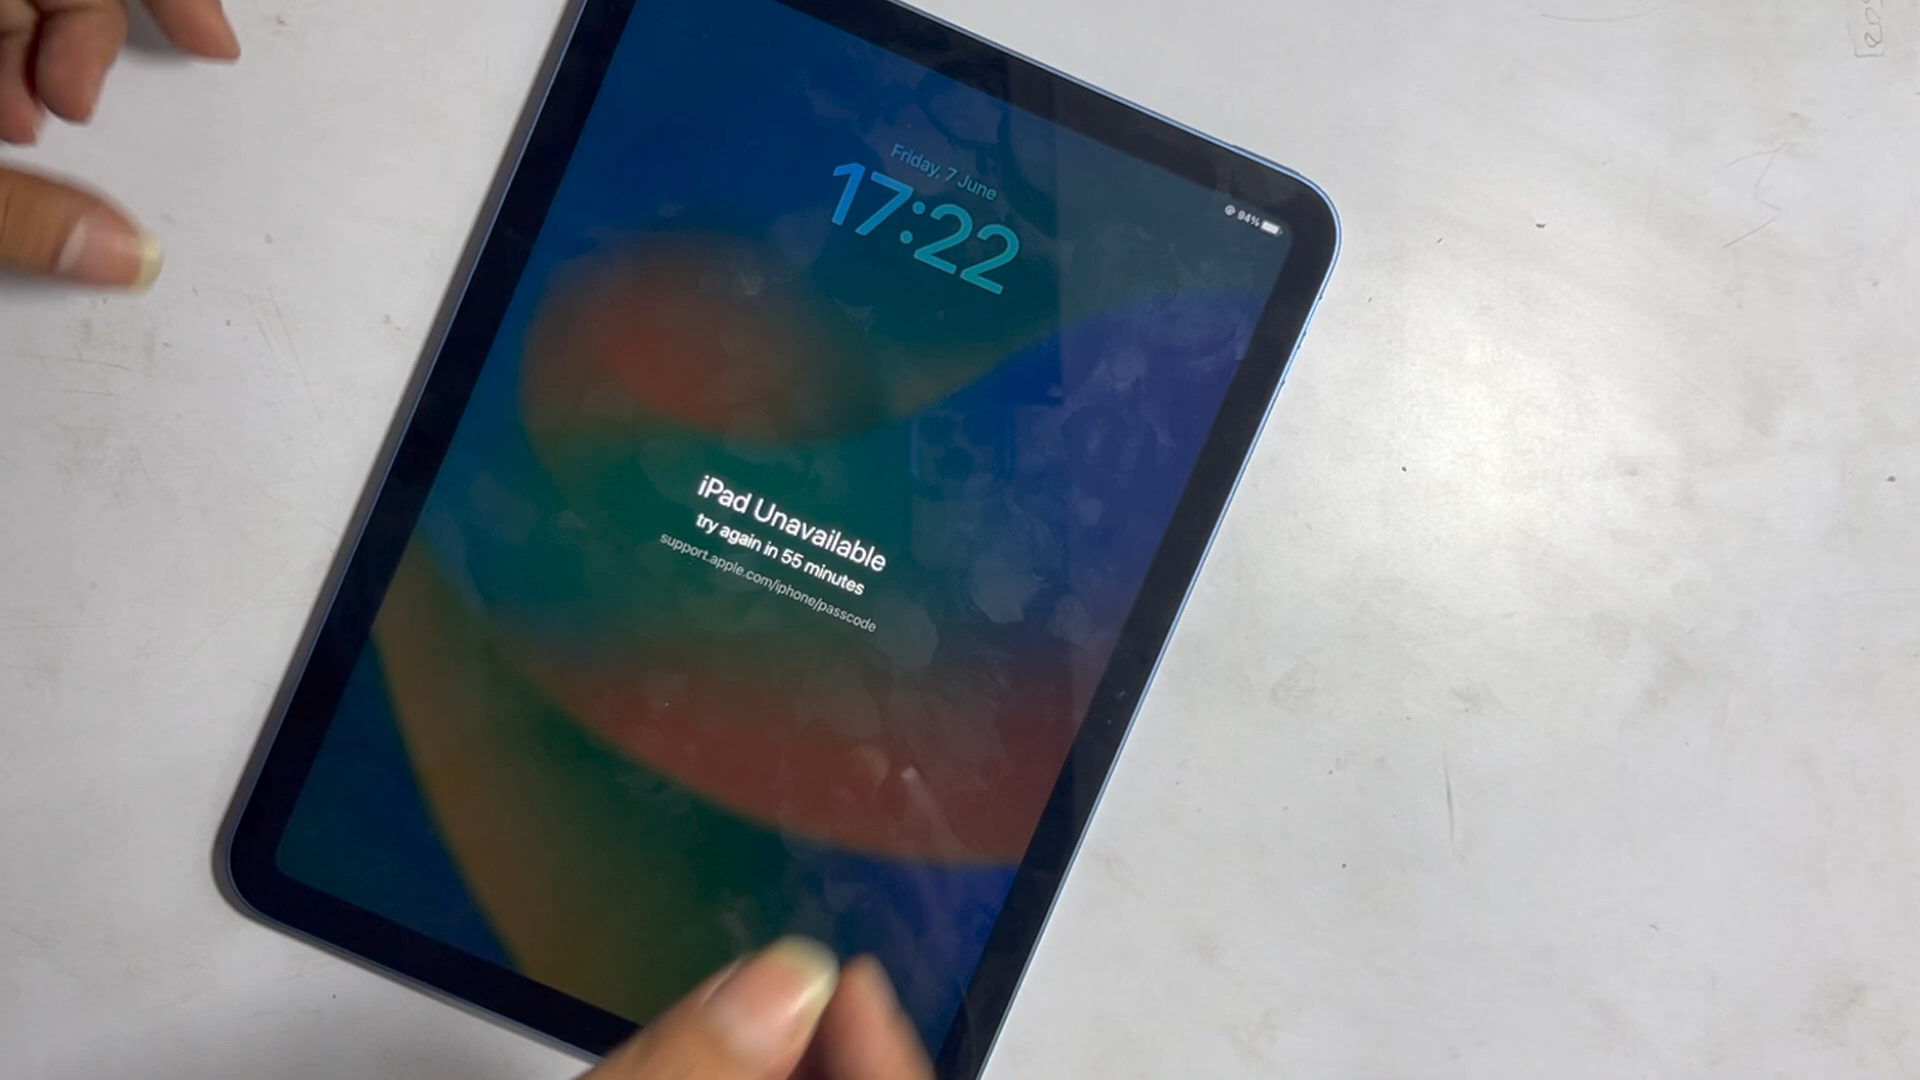 Friday, 7 June
94%
17:22
iPad Unavailable
try again in 55 minutes
support.apple.com/iphone/passcode